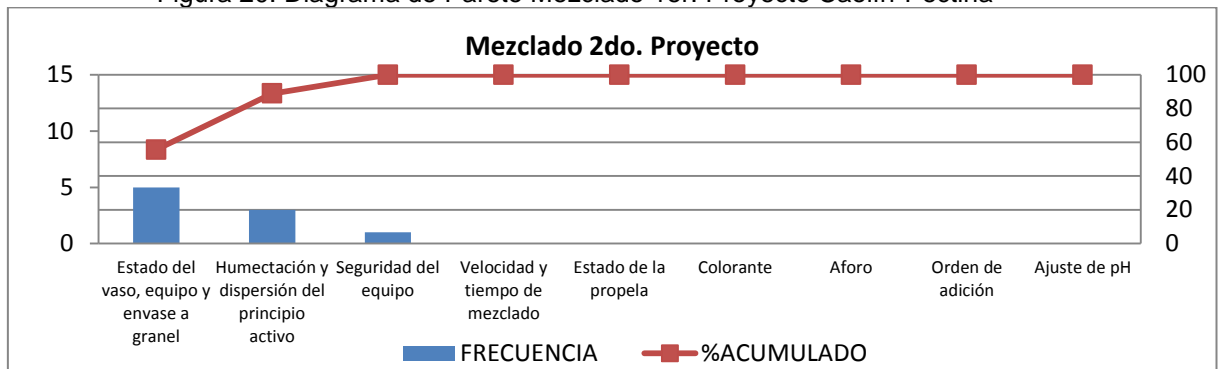 Mezclado 2do. Proyecto
15
10
5
0
100
80
60
40
20
0
Estado del
vaso, equipo y
envase a
granel
Humectación y
dispersión del
principio
activo
Seguridad del
equipo
Velocidad y
tiempo de
mezclado
Estado de la
propela
Colorante
Aforo
Orden de
adición
Ajuste de pH
FRECUENCIA
%ACUMULADO